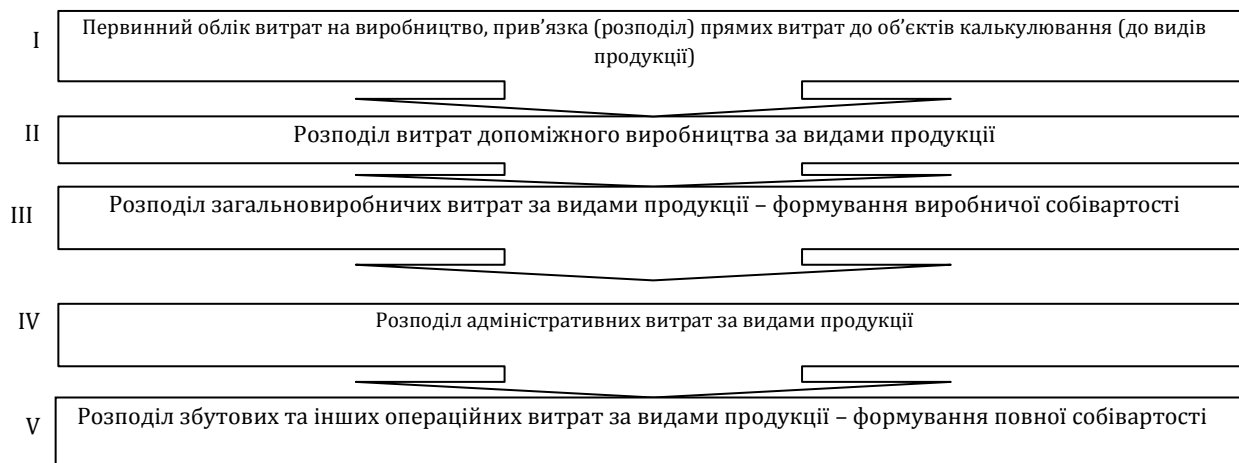 I
Первинний облік витрат на виробництво, прив’язка (розподіл) прямих витрат до об’єктів калькулювання (до видів
продукції)
II
Розподіл витрат допоміжного виробництва за видами продукції
III
Розподіл загальновиробничих витрат за видами продукції – формування виробничої собівартості
IV
Розподіл адміністративних витрат за видами продукції
V
Розподіл збутових та інших операційних витрат за видами продукції – формування повної собівартості